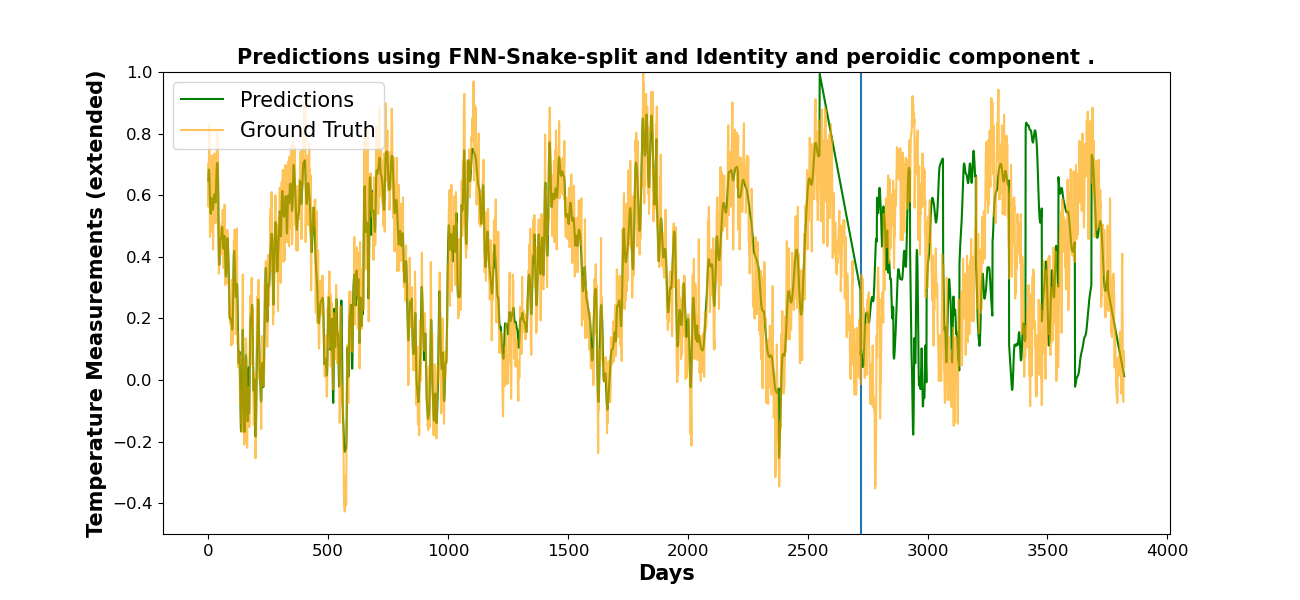 Predictions using FNN-Snake-split and Identity and peroidic component .
Temperature Measurements (extended)
1.0
0.8
0.6
0.4
0.2
0.0
−0.2
−0.4
Predictions
Ground Truth
0 500 1000 1500 2000 2500 3000 3500 4000
Days